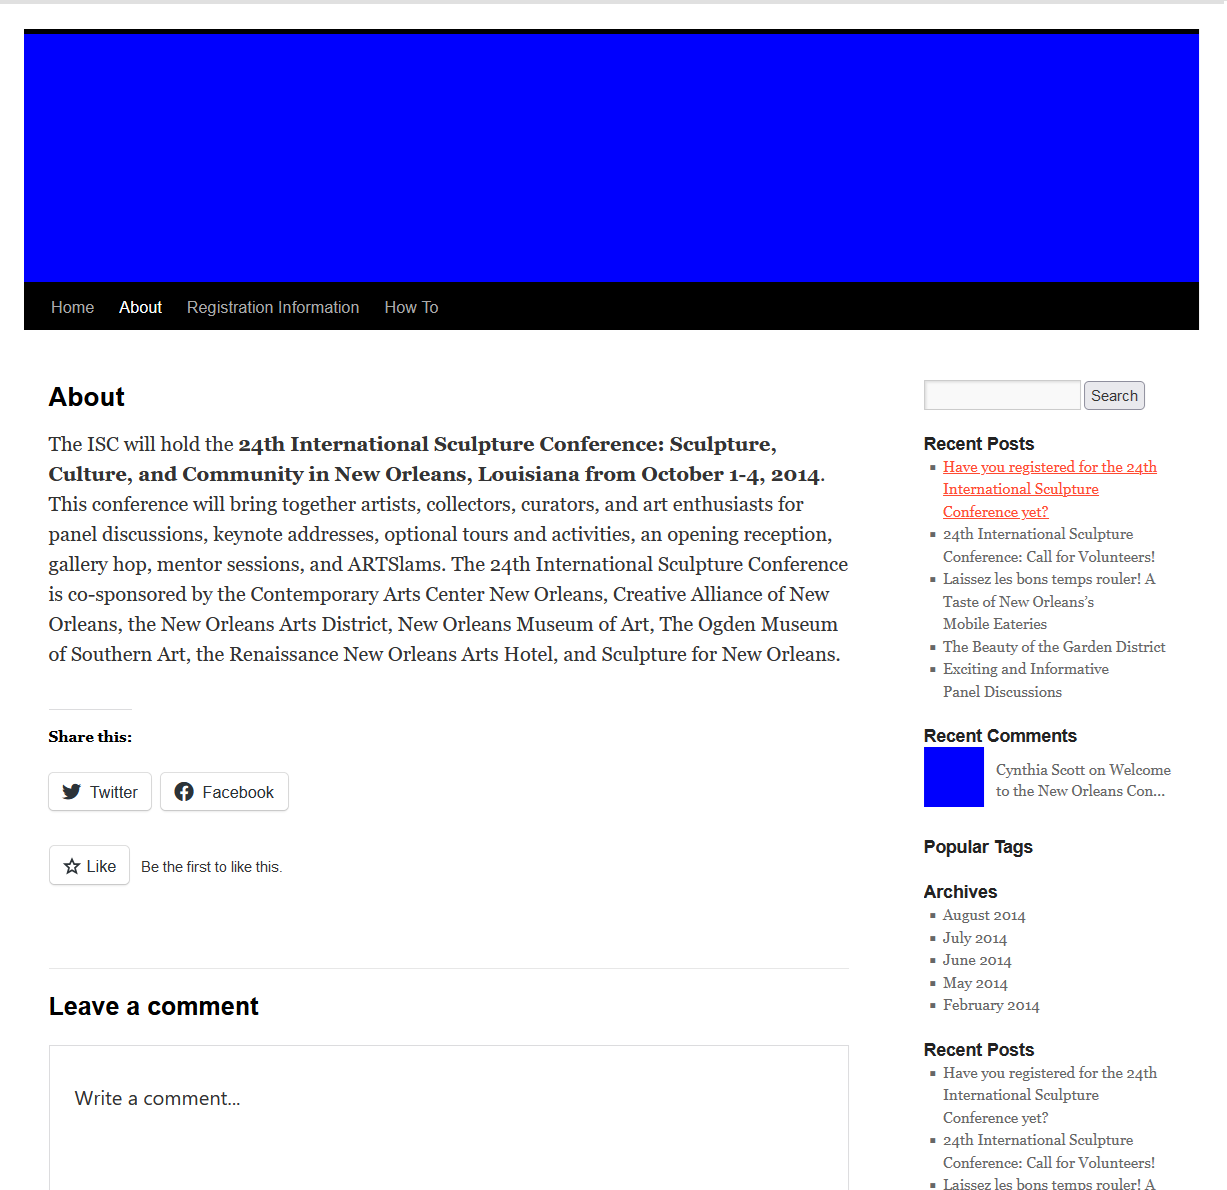 Home About Registration Information How To
About
The ISC will hold the 24th International Sculpture Conference: Sculpture,
Culture, and Community in New Orleans, Louisiana from October 1-4, 2014.
This conference will bring together artists, collectors, curators, and art enthusiasts for
panel discussions, keynote addresses, optional tours and activities, an opening reception,
gallery hop, mentor sessions, and ARTSlams. The 24th International Sculpture Conference
is co-sponsored by the Contemporary Arts Center New Orleans, Creative Alliance of New
Orleans, the New Orleans Arts District, New Orleans Museum of Art, The Ogden Museum
of Southern Art, the Renaissance New Orleans Arts Hotel, and Sculpture for New Orleans.
Share this:
Twitter Facebook
Like Be the first to like this.
Leave a comment
Write a comment...
Search
Recent Posts
Have you registered for the 24th
International Sculpture
Conference yet?
24th International Sculpture
Conference: Call for Volunteers!
Laissez les bons temps rouler! A
Taste of New Orleans’s
Mobile Eateries
The Beauty of the Garden District
Exciting and Informative
Panel Discussions
Recent Comments
Cynthia Scott on Welcome
to the New Orleans Con...
Popular Tags
Archives
August 2014
July 2014
June 2014
May 2014
February 2014
Recent Posts
Have you registered for the 24th
International Sculpture
Conference yet?
24th International Sculpture
Conference: Call for Volunteers!
Laissez les bons temps rouler! A